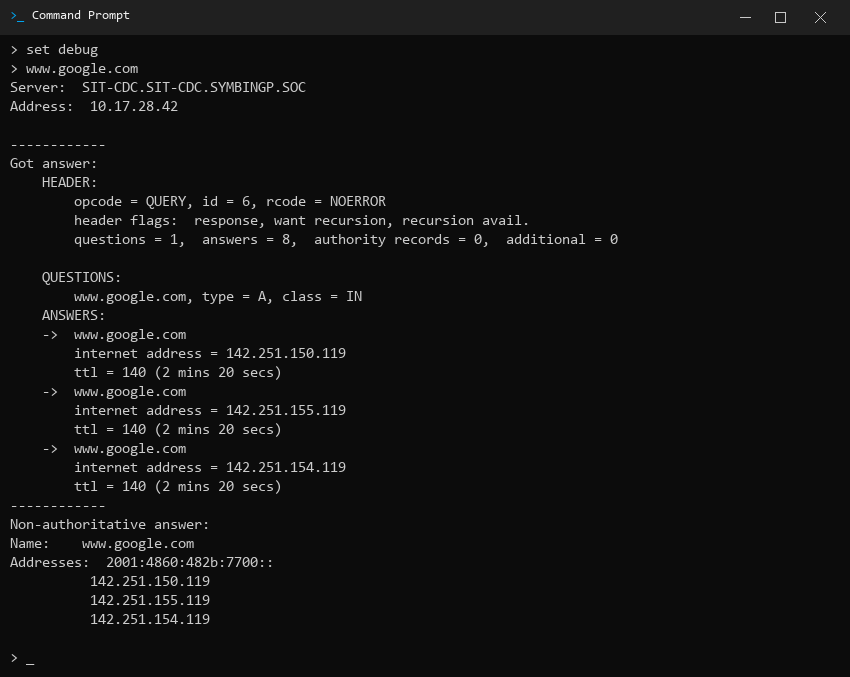 Command Prompt
> set debug
> www.google.com
Server:  SIT-CDC.SIT-CDC.SYMBINGP.SOC
Address:  10.17.28.42

------------
Got answer:
    HEADER:
        opcode = QUERY, id = 6, rcode = NOERROR
        header flags:  response, want recursion, recursion avail.
        questions = 1,  answers = 8,  authority records = 0,  additional = 0

    QUESTIONS:
        www.google.com, type = A, class = IN
    ANSWERS:
    ->  www.google.com
        internet address = 142.251.150.119
        ttl = 140 (2 mins 20 secs)
    ->  www.google.com
        internet address = 142.251.155.119
        ttl = 140 (2 mins 20 secs)
    ->  www.google.com
        internet address = 142.251.154.119
        ttl = 140 (2 mins 20 secs)
------------
Non-authoritative answer:
Name:    www.google.com
Addresses:  2001:4860:482b:7700::
          142.251.150.119
          142.251.155.119
          142.251.154.119

> _